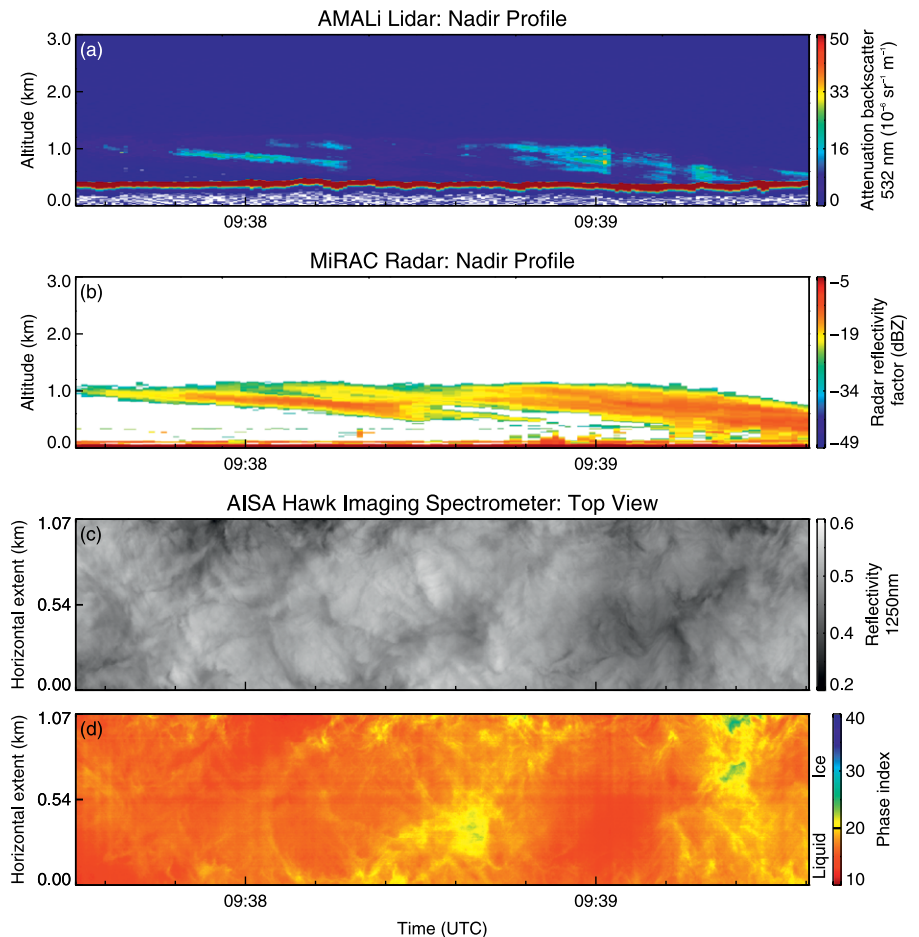 AMALi Lidar: Nadir Profile
(a)
3.0
2.0
1.0
0.0
Altitude (km)
09:38
09:39
50
33
16
0
Attenuation backscatter
532 nm (10⁻⁶ sr⁻¹ m⁻¹)
MiRAC Radar: Nadir Profile
(b)
3.0
2.0
1.0
0.0
Altitude (km)
09:38
09:39
−5
−19
−34
−49
Radar reflectivity
factor (dBZ)
AISA Hawk Imaging Spectrometer: Top View
(c)
1.07
0.54
0.00
Horizontal extent (km)
0.6
0.5
0.4
0.2
Reflectivity
1250nm
(d)
1.07
0.54
0.00
Horizontal extent (km)
09:38
09:39
Time (UTC)
Liquid
Ice
40
30
20
10
Phase index